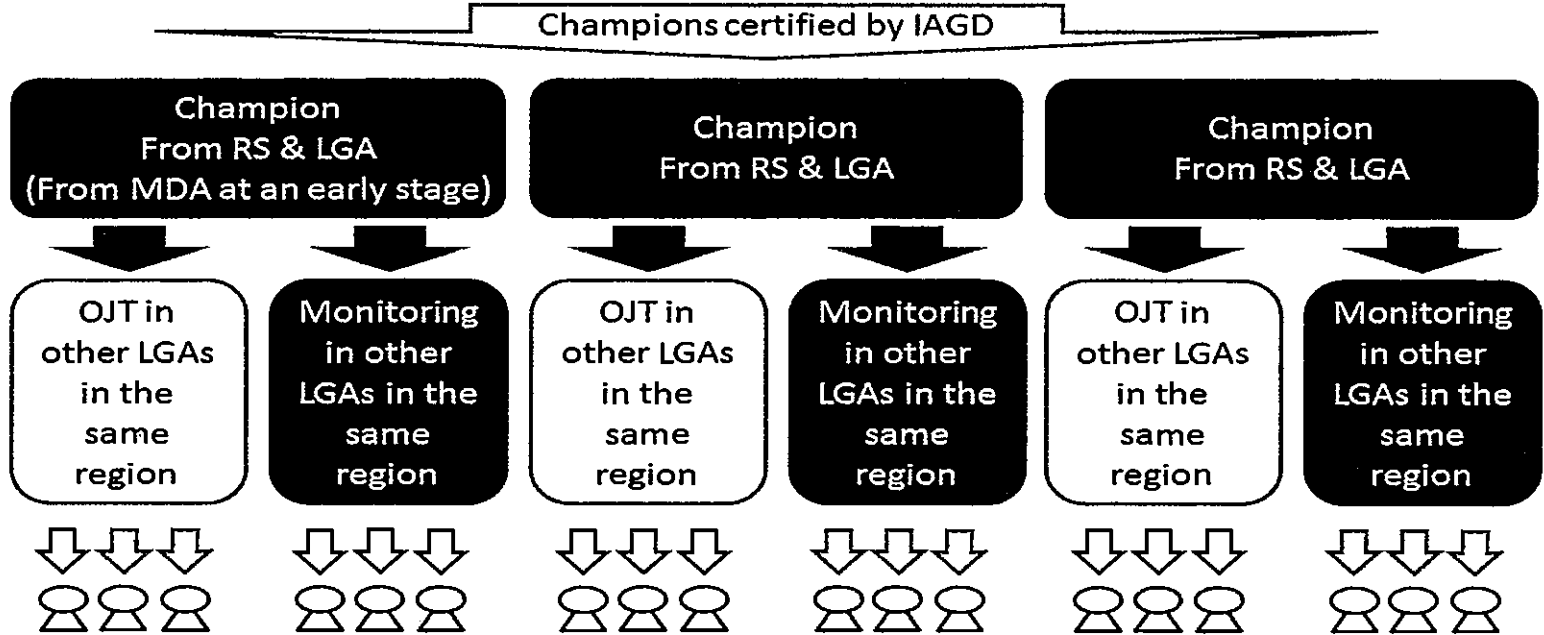 Champions certified by IAGD
Champion
From RS & LGA
(From MDA at an early stage)
Champion
From RS & LGA
Champion
From RS & LGA
OJT in
other LGAs
in the
same
region
Monitoring
in other
LGAs in the
same
region
OJT in
other LGAs
in the
same
region
Monitoring
in other
LGAs in the
same
region
OJT in
other LGAs
in the
same
region
Monitoring
in other
LGAs in the
same
region